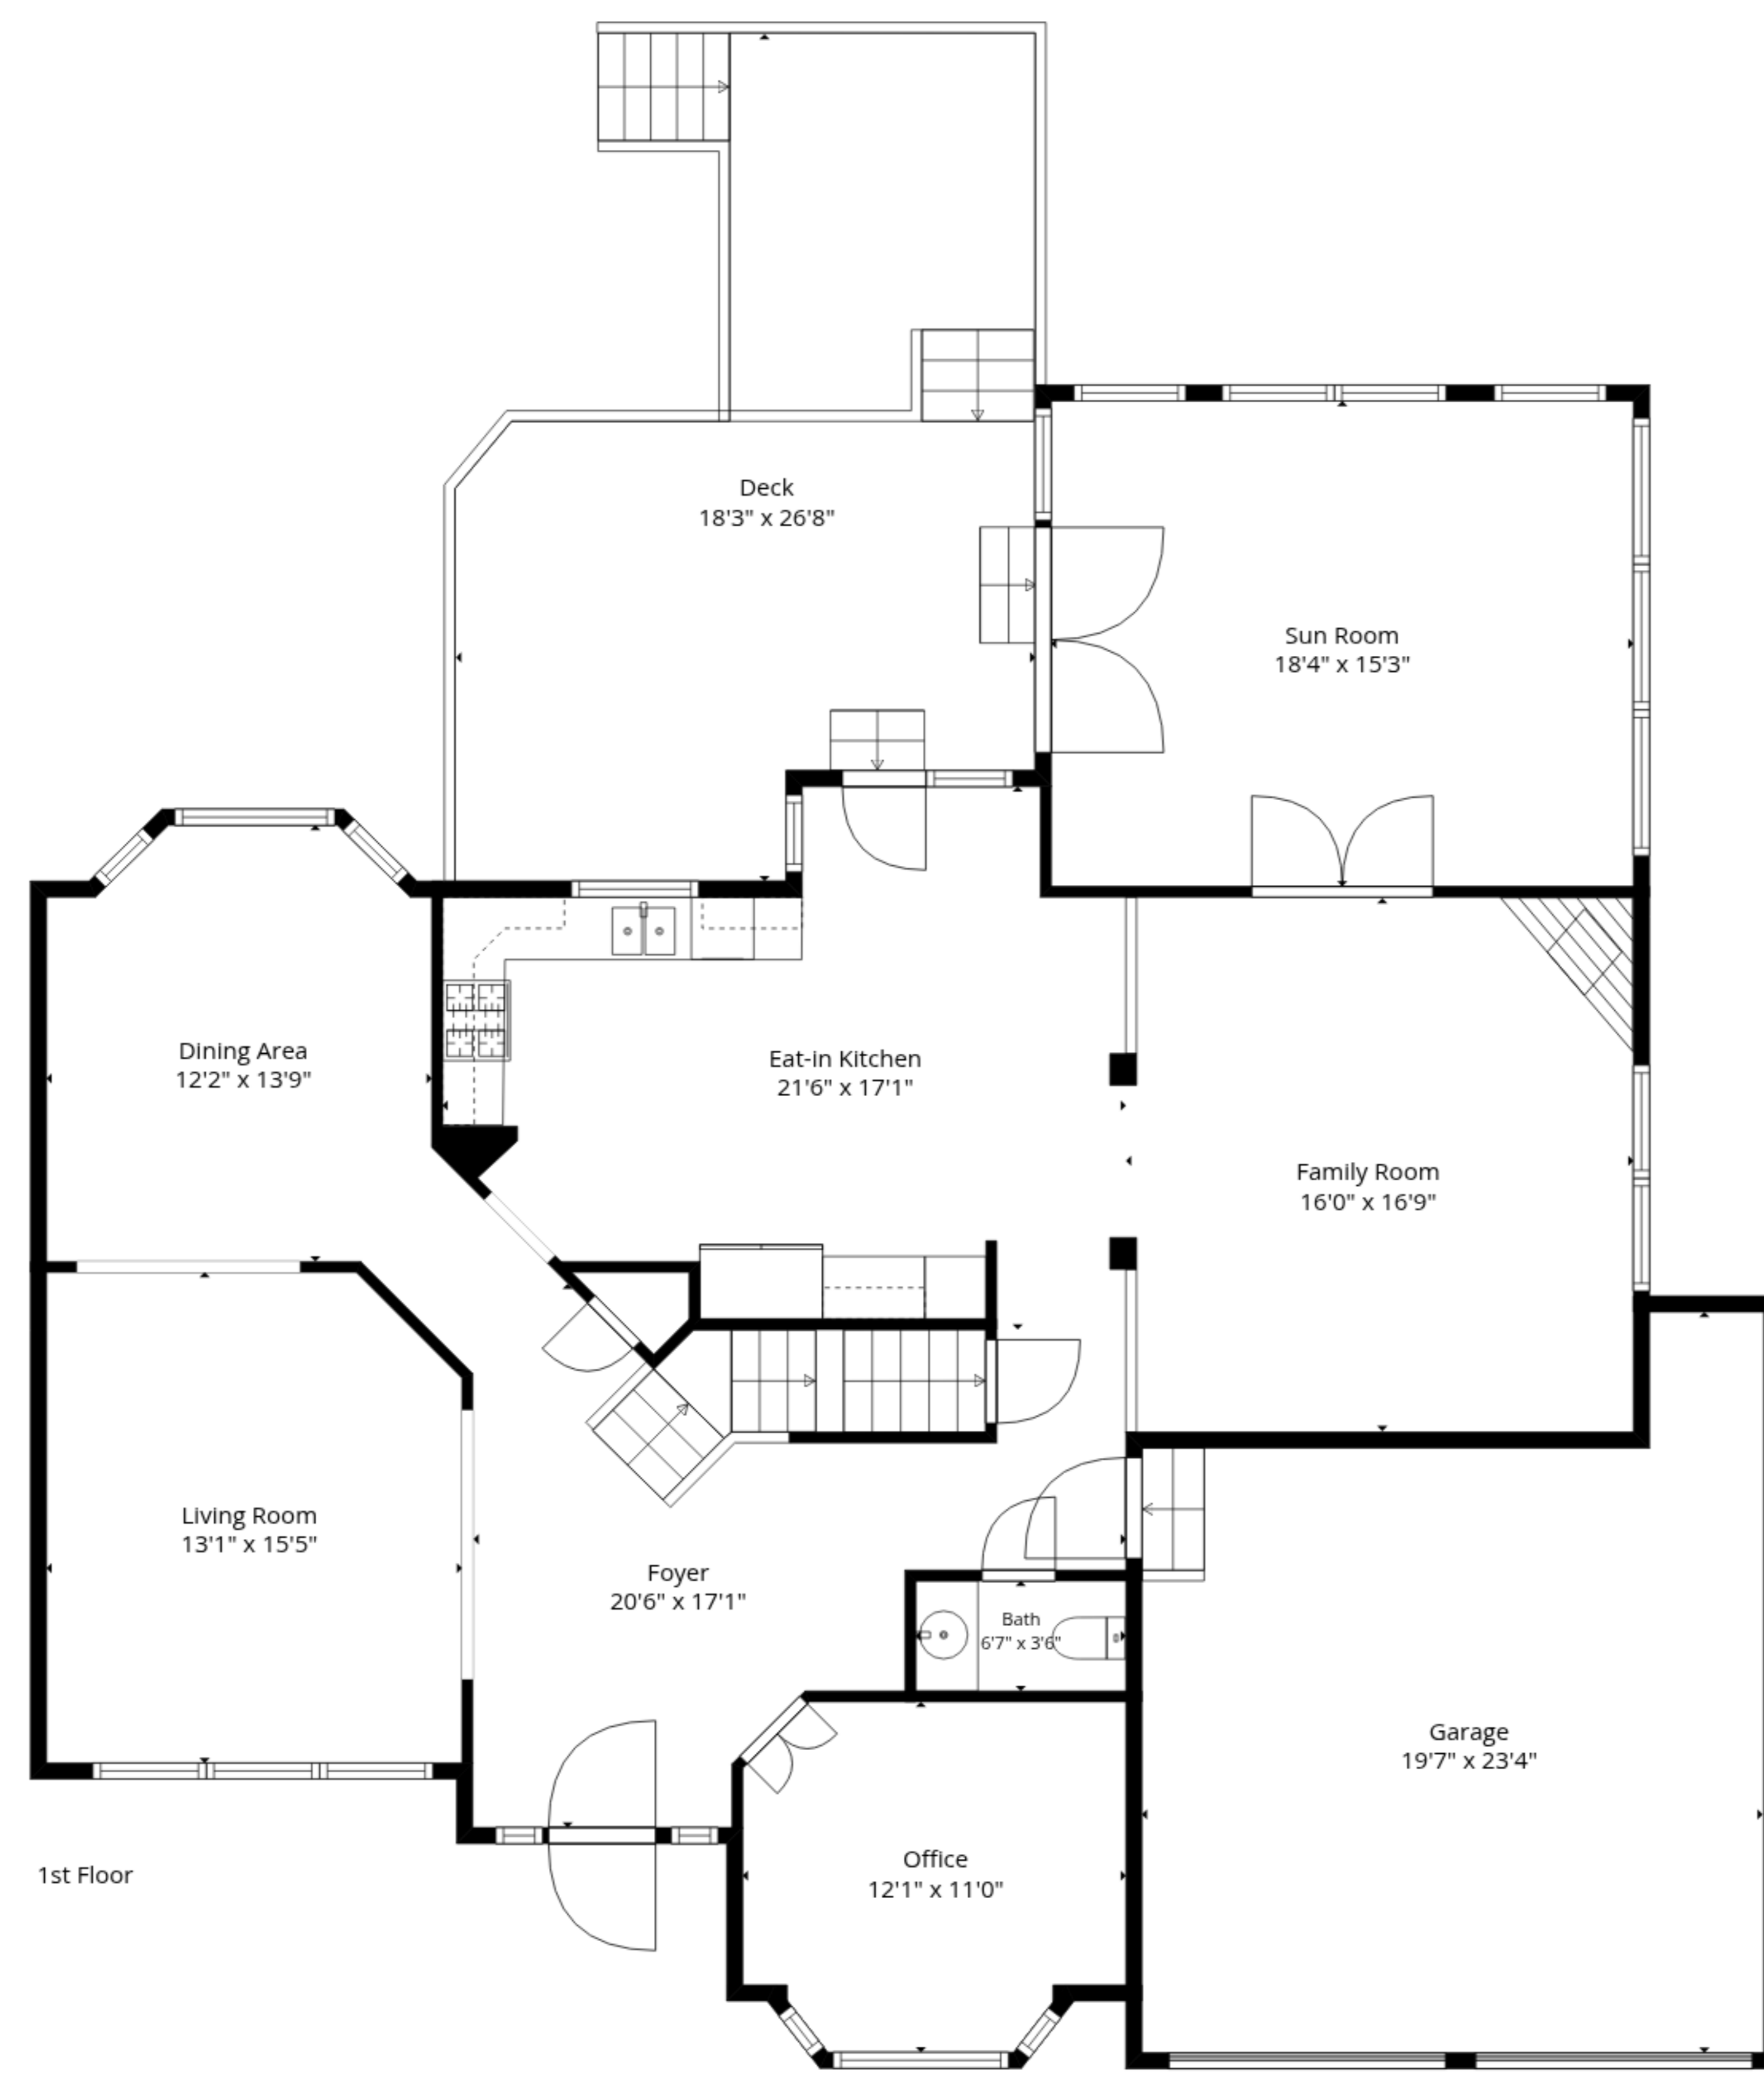 Deck
18'3" x 26'8"
Sun Room
18'4" x 15'3"
Dining Area
12'2" x 13'9"
Eat-in Kitchen
21'6" x 17'1"
Family Room
16'0" x 16'9"
Living Room
13'1" x 15'5"
Foyer
20'6" x 17'1"
Bath
6'7" x 3'6"
Garage
19'7" x 23'4"
Office
12'1" x 11'0"
1st Floor